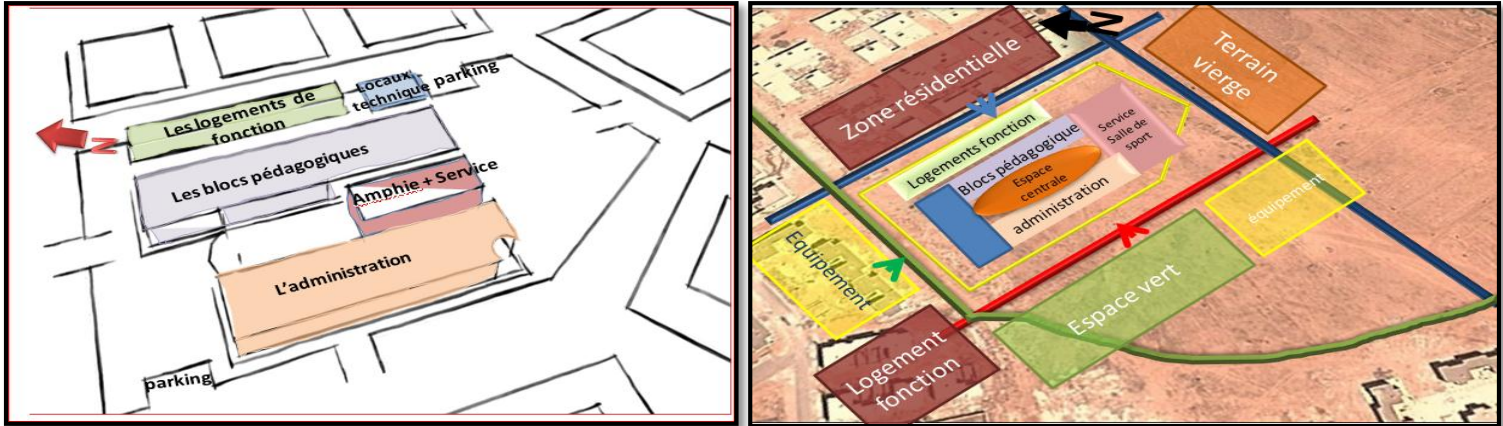 Locaux
technique
parking
Les logements de
fonction
N
Les blocs pédagogiques
Amphie + Service
L'administration
parking
N
Zone résidentielle
Terrain
vierge
Logements fonction
Blocs pédagogique
Service
Salle de
sport
Espace
centrale
administration
équipement
Equipement
Espace vert
Logement
fonction